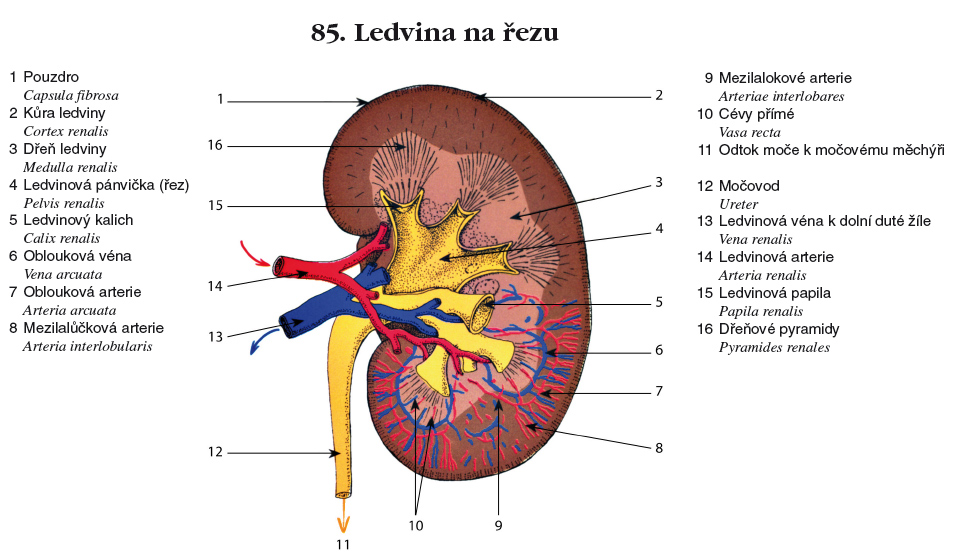 85. Ledvina na řezu
1 Pouzdro
Capsula fibrosa
2 Kůra ledviny
Cortex renalis
3 Dřeň ledviny
Medulla renalis
4 Ledvinová pánvička (řez)
Pelvis renalis
5 Ledvinový kalich
Calix renalis
6 Oblouková véna
Vena arcuata
7 Oblouková arterie
Arteria arcuata
8 Mezilalůčková arterie
Arteria interlobularis
1
16
15
14
13
12
11
10
9
2
3
4
5
6
7
8
9 Mezilalokové arterie
Arteriae interlobares
10 Cévy přímé
Vasa recta
11 Odtok moče k močovému měchýři
12 Močovod
Ureter
13 Ledvinová véna k dolní duté žíle
Vena renalis
14 Ledvinová arterie
Arteria renalis
15 Ledvinová papila
Papila renalis
16 Dřeňové pyramidy
Pyramides renales